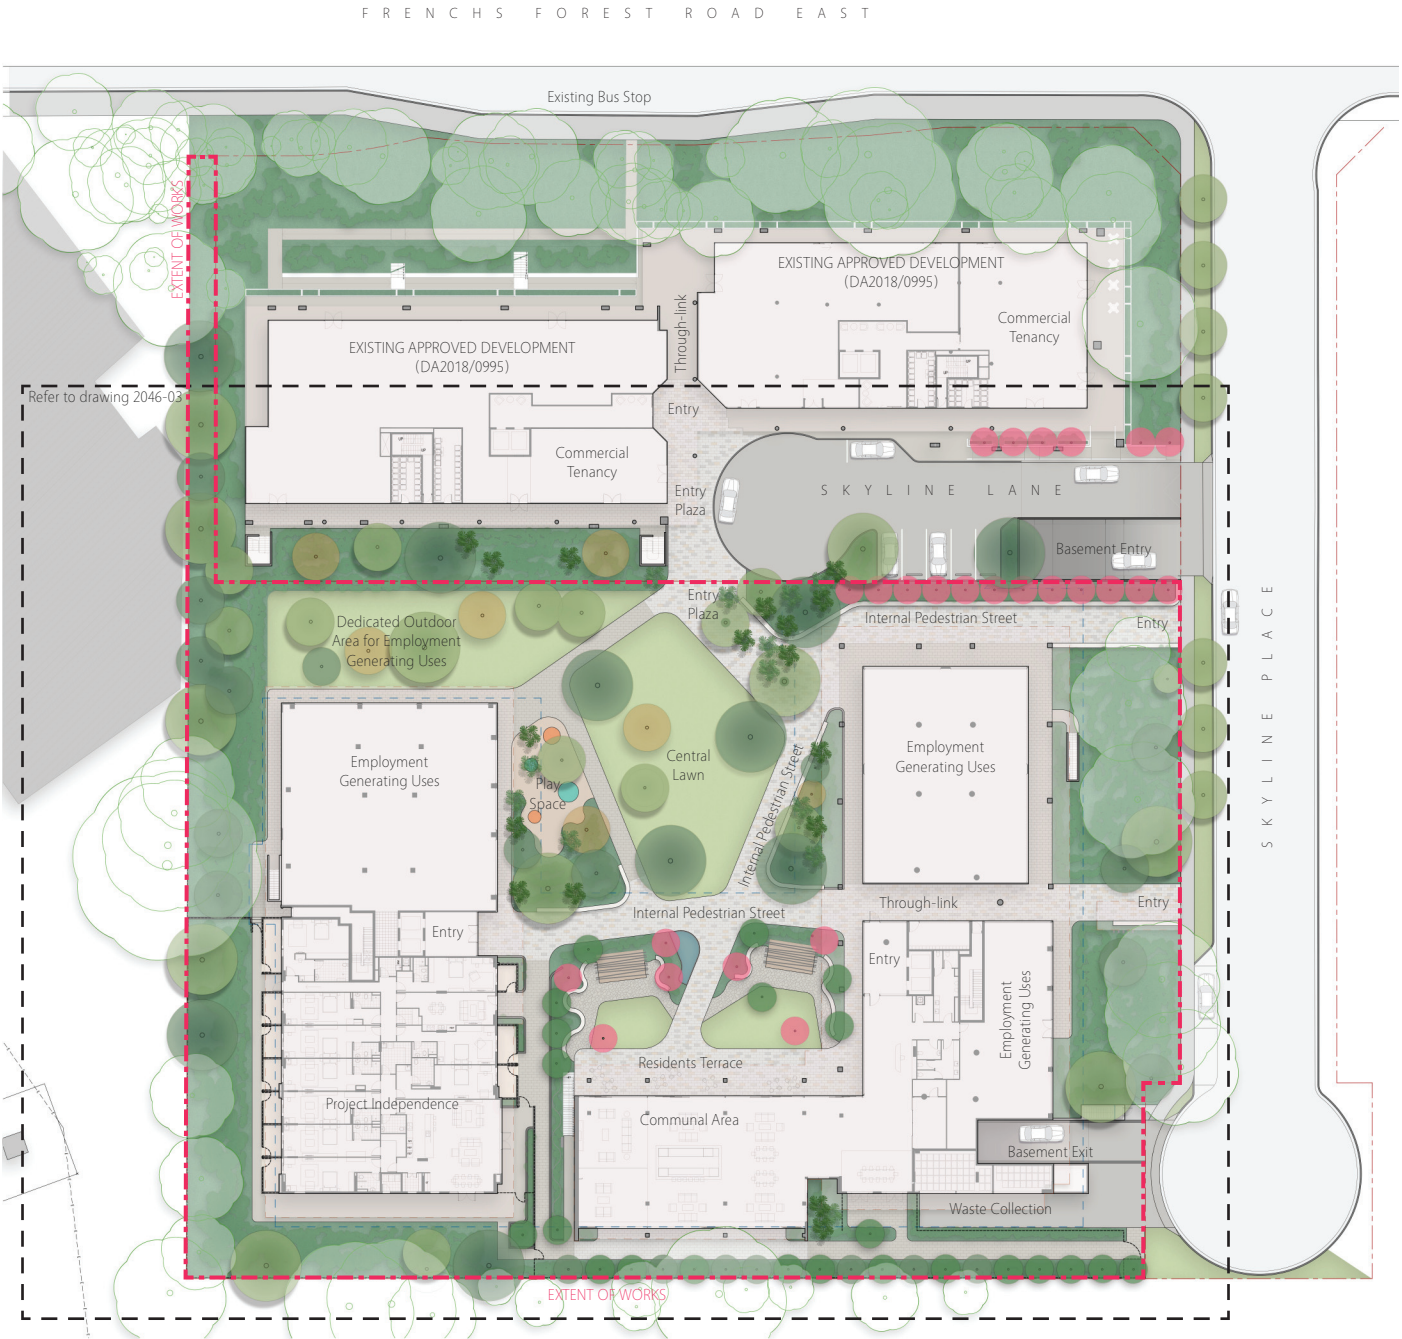 FRENCHS FOREST ROAD EAST
Existing Bus Stop
EXTENT OF WORKS
EXISTING APPROVED DEVELOPMENT
(DA2018/0995)
Commercial
Tenancy
Through-link
EXISTING APPROVED DEVELOPMENT
(DA2018/0995)
Refer to drawing 2046-03
Entry
Commercial
Tenancy
Entry
Plaza
SKYLINE LANE
Basement Entry
Entry
Plaza
Internal Pedestrian Street
Entry
Dedicated Outdoor
Area for Employment
Generating Uses
SKYLINE PLACE
Employment
Generating Uses
Play
Space
Central
Lawn
Internal Pedestrian Street
Employment
Generating Uses
Internal Pedestrian Street
Through-link
Entry
Entry
Entry
Employment
Generating Uses
Residents Terrace
Project Independence
Communal Area
Basement Exit
Waste Collection
EXTENT OF WORKS